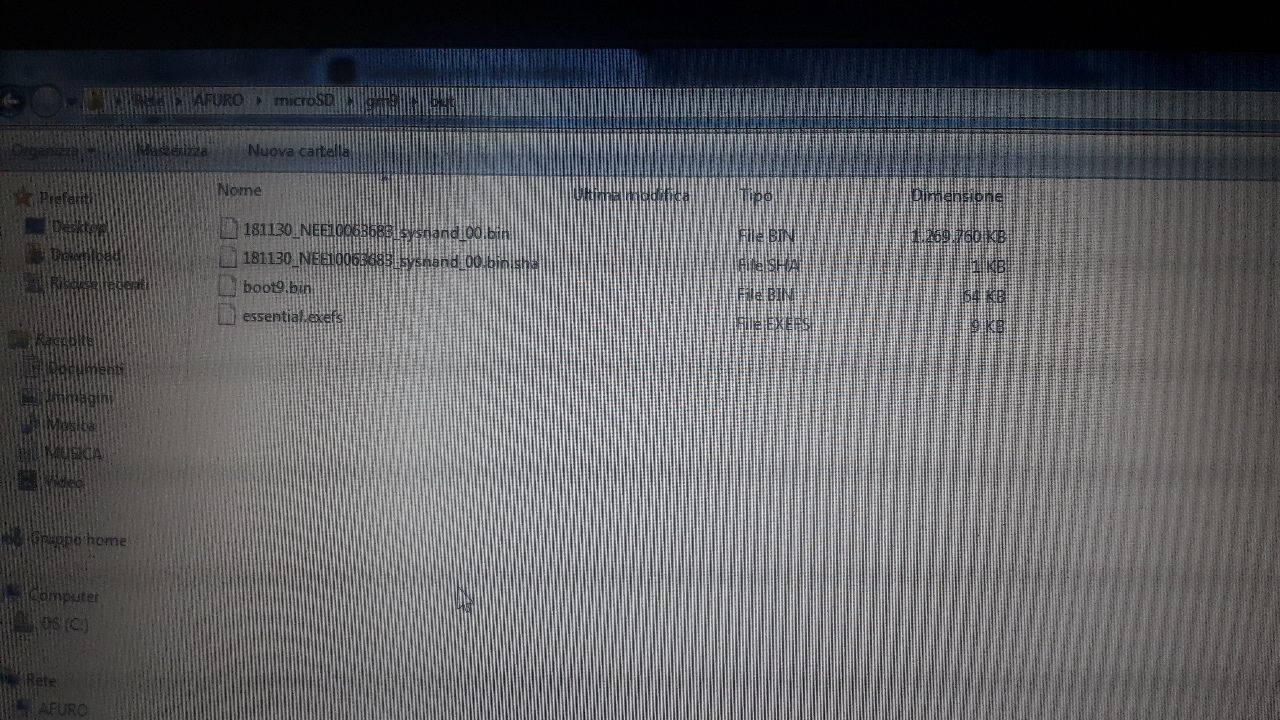 Rete AFURO microSD gm9 out
Organizza Masterizza Nuova cartella
Nome Ultima modifica Tipo Dimensione
181130_NEE10063683_sysnand_00.bin File BIN 1.269.760 KB
181130_NEE10063683_sysnand_00.bin.sha File SHA 1 KB
boot9.bin File BIN 64 KB
essential.exefs File EXEFS 9 KB
Preferiti
Desktop
Download
Risorse recenti
Raccolte
Documenti
Immagini
Musica
MUSICA
Video
Gruppo home
Computer
OS (C:)
Rete
AFURO